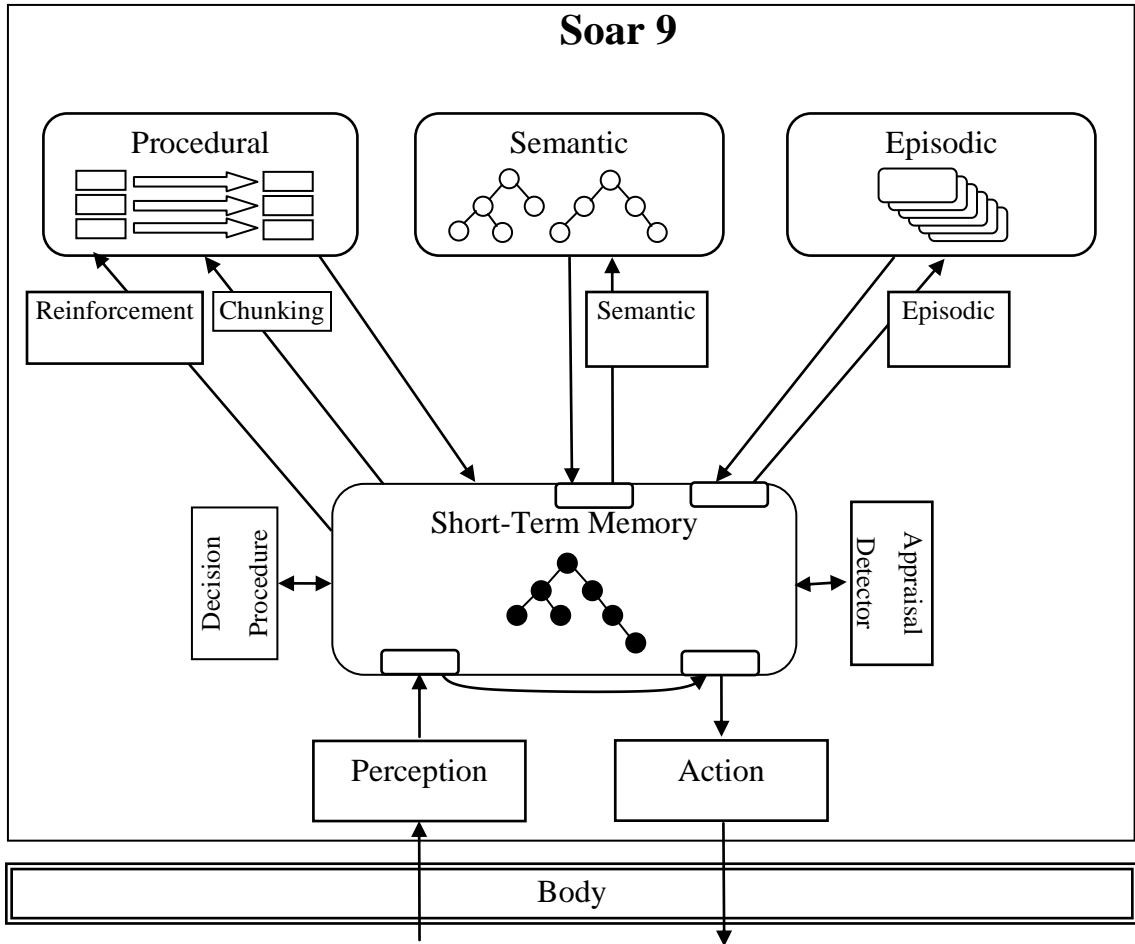 Soar 9
Procedural
Semantic
Episodic
Reinforcement
Chunking
Semantic
Episodic
Short-Term Memory
Decision
Procedure
Appraisal
Detector
Perception
Action
Body